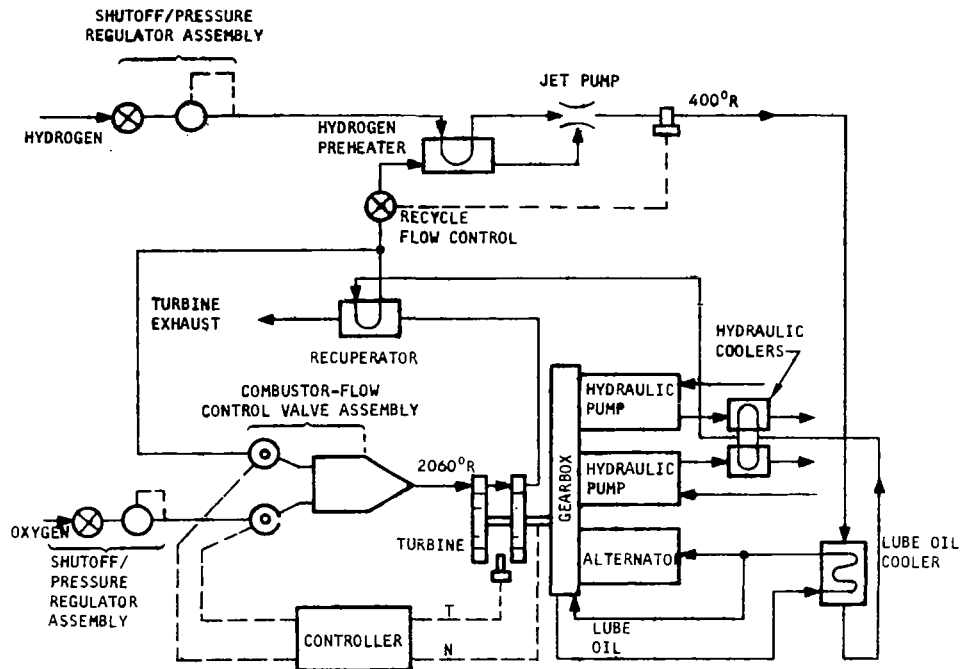 SHUTOFF/PRESSURE
REGULATOR ASSEMBLY
JET PUMP
400°R
HYDROGEN
HYDROGEN
PREHEATER
RECYCLE
FLOW CONTROL
TURBINE
EXHAUST
RECUPERATOR
HYDRAULIC
COOLERS
COMBUSTOR-FLOW
CONTROL VALVE ASSEMBLY
HYDRAULIC
PUMP
2060°R
HYDRAULIC
PUMP
GEARBOX
OXYGEN
TURBINE
ALTERNATOR
LUBE OIL
COOLER
SHUTOFF/
PRESSURE
REGULATOR
ASSEMBLY
T
CONTROLLER
N
LUBE
OIL